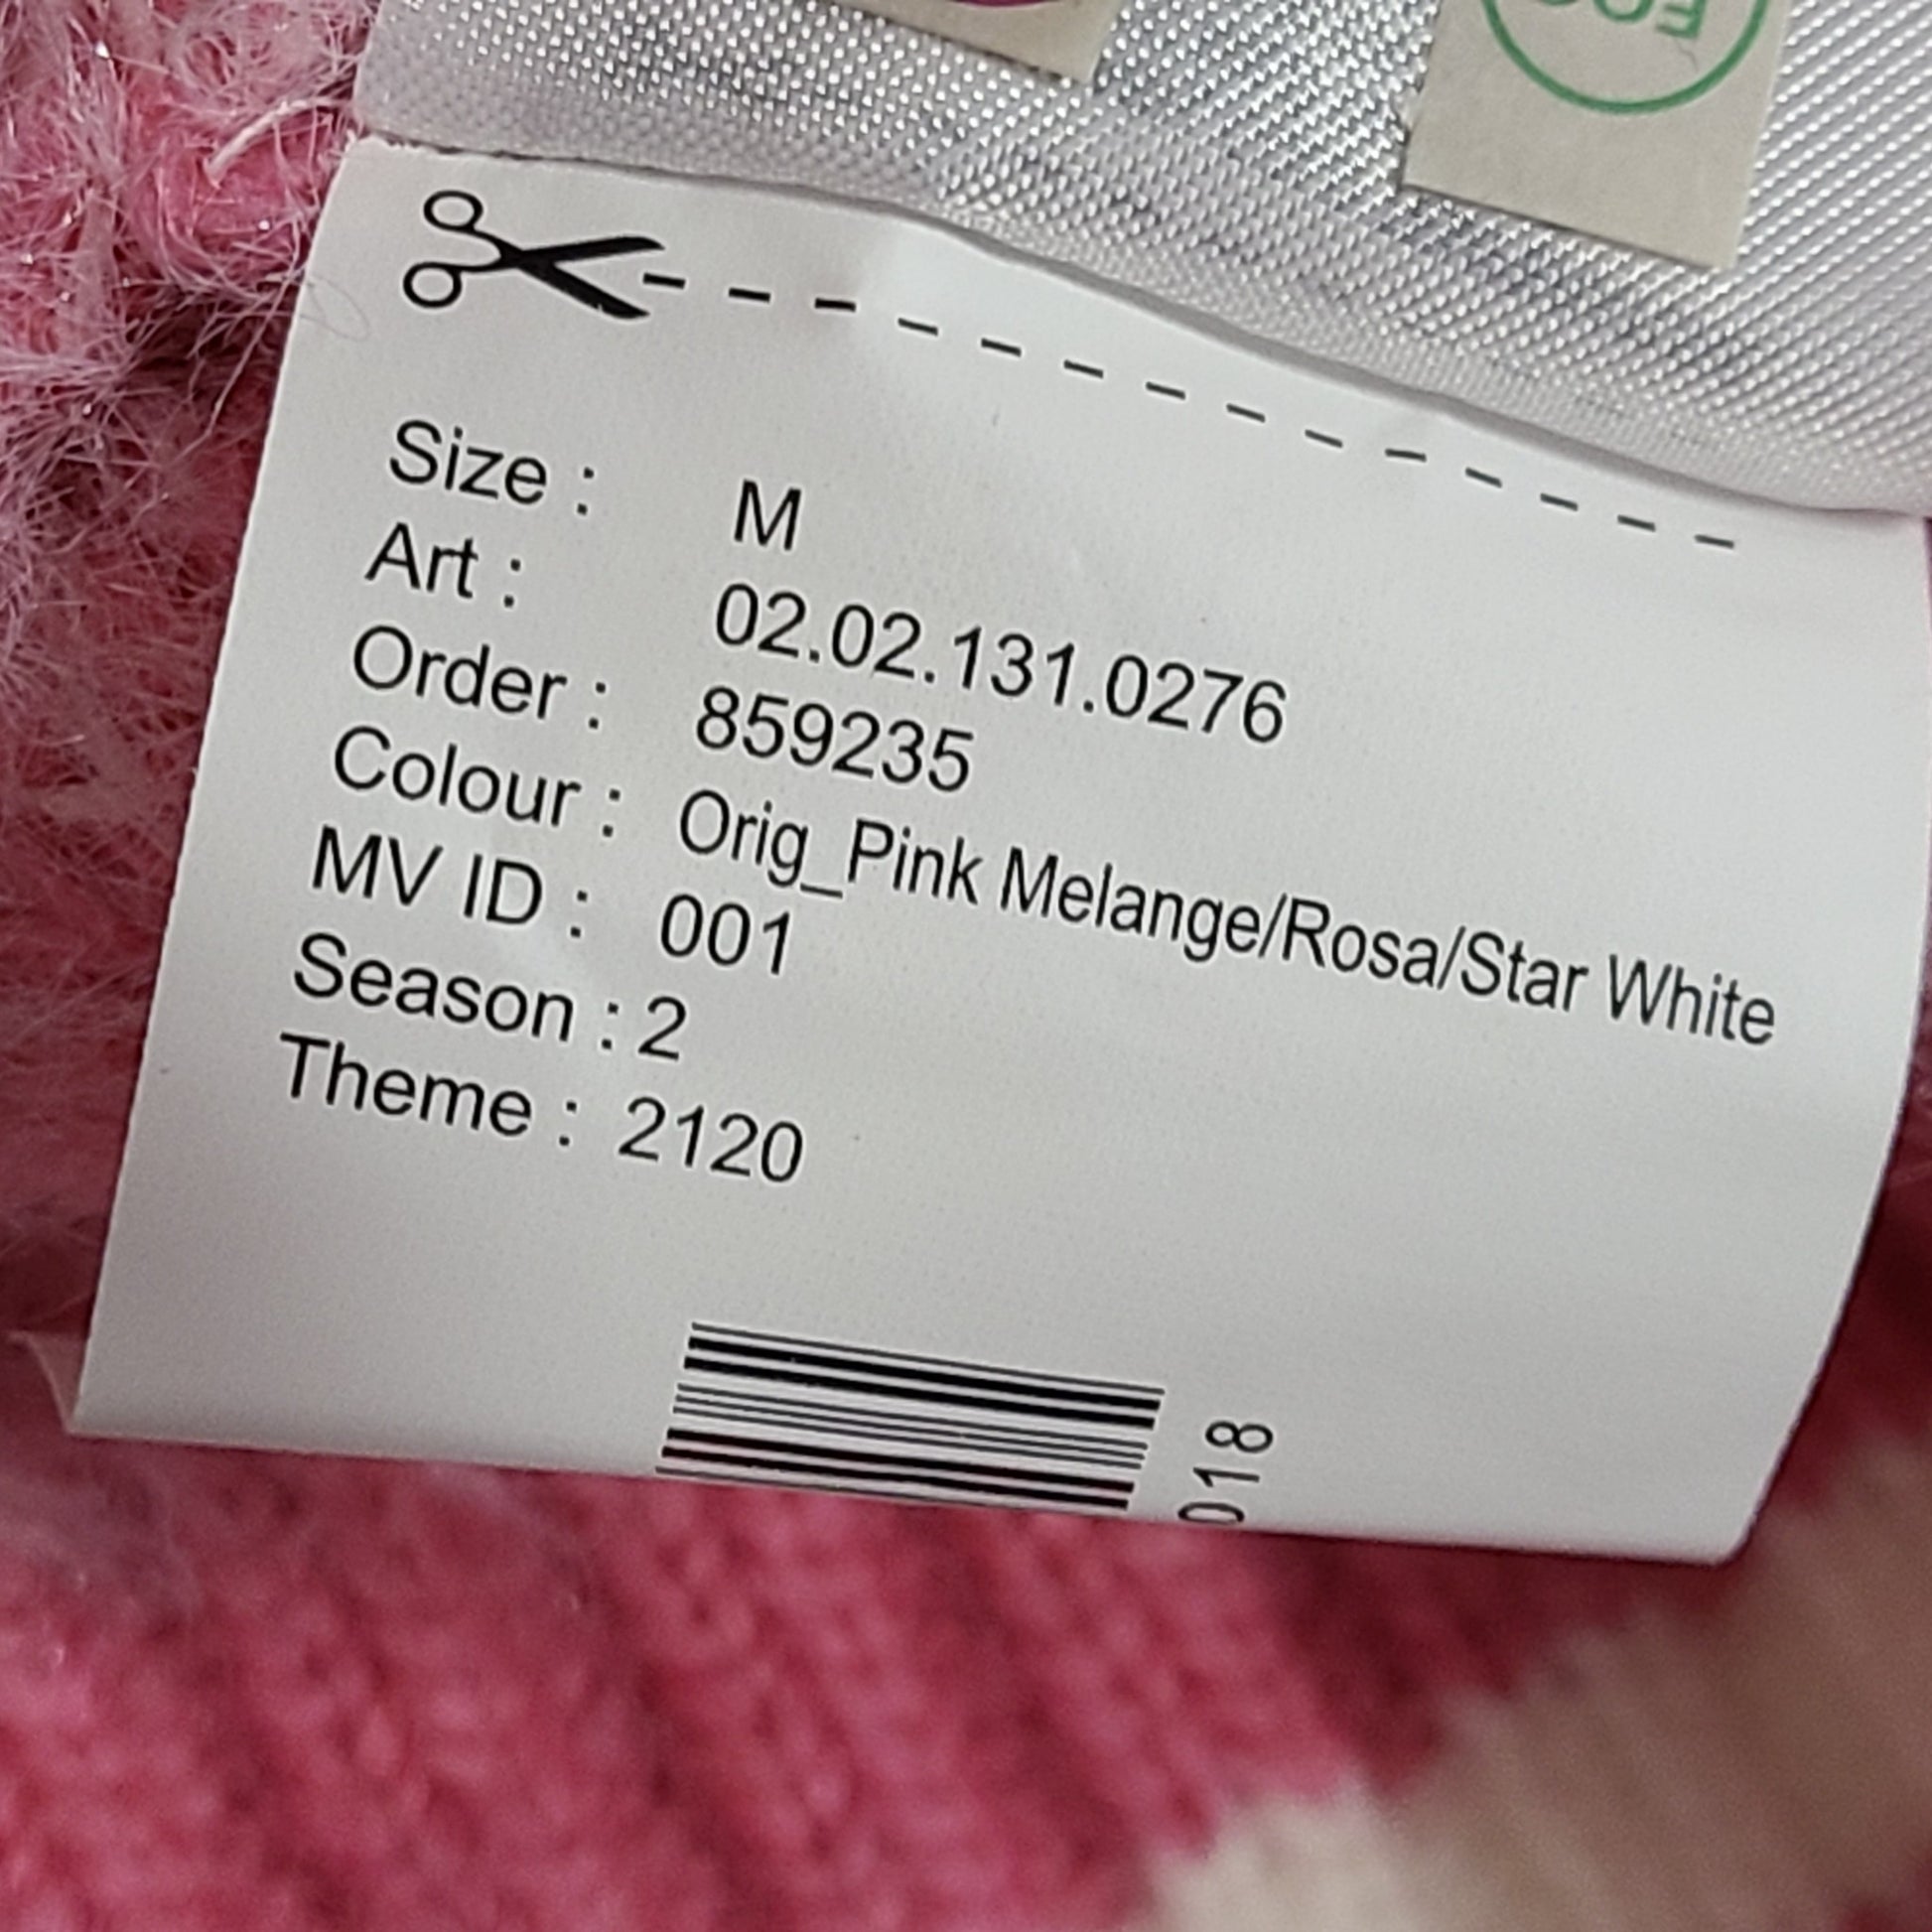 Size : M
Art : 02.02.131.0276
Order : 859235
Colour : Orig_Pink Melange/Rosa/Star White
MV ID : 001
Season : 2
Theme : 2120
018